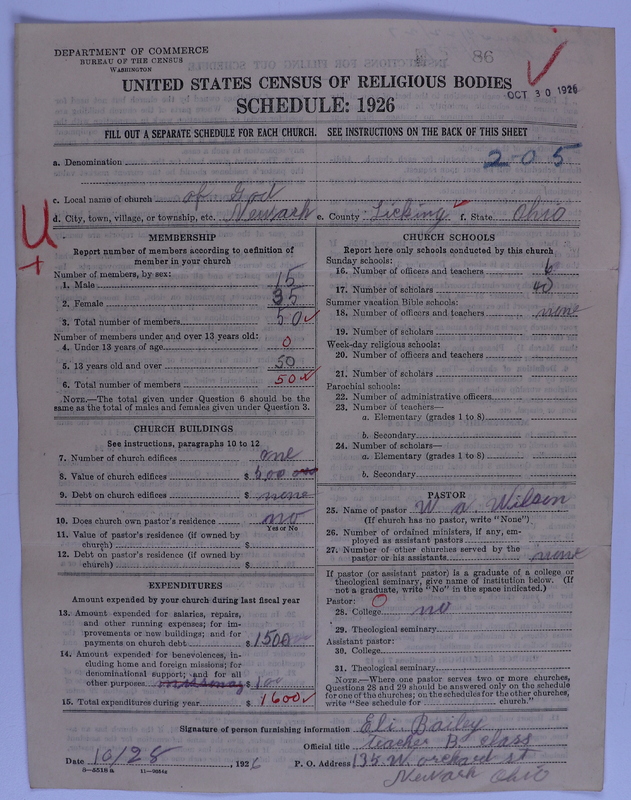 86
DEPARTMENT OF COMMERCE
BUREAU OF THE CENSUS
WASHINGTON
UNITED STATES CENSUS OF RELIGIOUS BODIES
OCT 30 1926
SCHEDULE: 1926
FILL OUT A SEPARATE SCHEDULE FOR EACH CHURCH. SEE INSTRUCTIONS ON THE BACK OF THIS SHEET
a. Denomination 2-05
c. Local name of church of God
d. City, town, village, or township, etc. Newark e. County Licking f. State Ohio
U
+
MEMBERSHIP
Report number of members according to definition of
member in your church
Number of members, by sex:
1. Male 15
2. Female 35
3. Total number of members 50
Number of members under and over 13 years old:
4. Under 13 years of age 0
5. 13 years old and over 50
6. Total number of members 50
NOTE.—The total given under Question 6 should be
same as the total of males and females given under Question 3.
CHURCH BUILDINGS
See instructions, paragraphs 10 to 12
7. Number of church edifices one
8. Value of church edifices $
9. Debt on church edifices $ none
10. Does church own pastor's residence no
Yes or No
11. Value of pastor's residence (if owned by
church) $
12. Debt on pastor's residence (if owned by
church) $
EXPENDITURES
Amount expended by your church during last fiscal year
13. Amount expended for salaries, repairs,
and other running expenses; for im-
provements or new buildings; and for
payments on church debt $ 1500
14. Amount expended for benevolences, in-
cluding home and foreign missions; for
denominational support; and for all
other purposes missionary $ 100
15. Total expenditures during year $ 1600
CHURCH SCHOOLS
Report here only schools conducted by this church
Sunday schools:
16. Number of officers and teachers 6
17. Number of scholars 40
Summer vacation Bible schools:
18. Number of officers and teachers none
19. Number of scholars
Week-day religious schools:
20. Number of officers and teachers
21. Number of scholars
Parochial schools:
22. Number of administrative officers
23. Number of teachers—
a. Elementary (grades 1 to 8)
b. Secondary
24. Number of scholars—
a. Elementary (grades 1 to 8)
b. Secondary
PASTOR
25. Name of pastor W a. Wilson
(If church has no pastor, write "None")
26. Number of ordained ministers, if any, em-
ployed as assistant pastors
27. Number of other churches served by the
pastor or his assistants none
If pastor (or assistant pastor) is a graduate of a college or
theological seminary, give name of institution below. (If
not a graduate, write "No" in the space indicated.)
Pastor: 0
28. College no
29. Theological seminary
Assistant pastor:
30. College
31. Theological seminary
NOTE.—Where one pastor serves two or more churches,
Questions 28 and 29 should be answered only on the schedule
for one of the churches; on the schedules for the other churches,
write "See schedule for church."
Signature of person furnishing information Eli Bailey
Official title teacher B. class
Date 10/28, 1926 P. O. Address 135 W. orchard st
8—5518 a
Newark Ohio